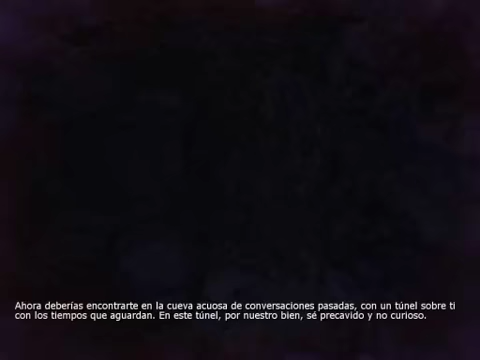 Ahora deberías encontrarte en la cueva acuosa de conversaciones pasadas, con un túnel sobre ti
con los tiempos que aguardan. En este túnel, por nuestro bien, sé precavido y no curioso.